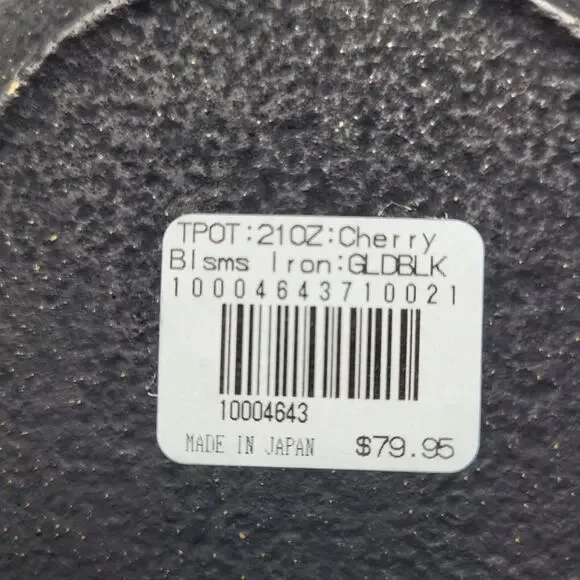 TPOT:21OZ:Cherry
Blsms Iron:GLDBLK
10004643710021
10004643
MADE IN JAPAN $79.95